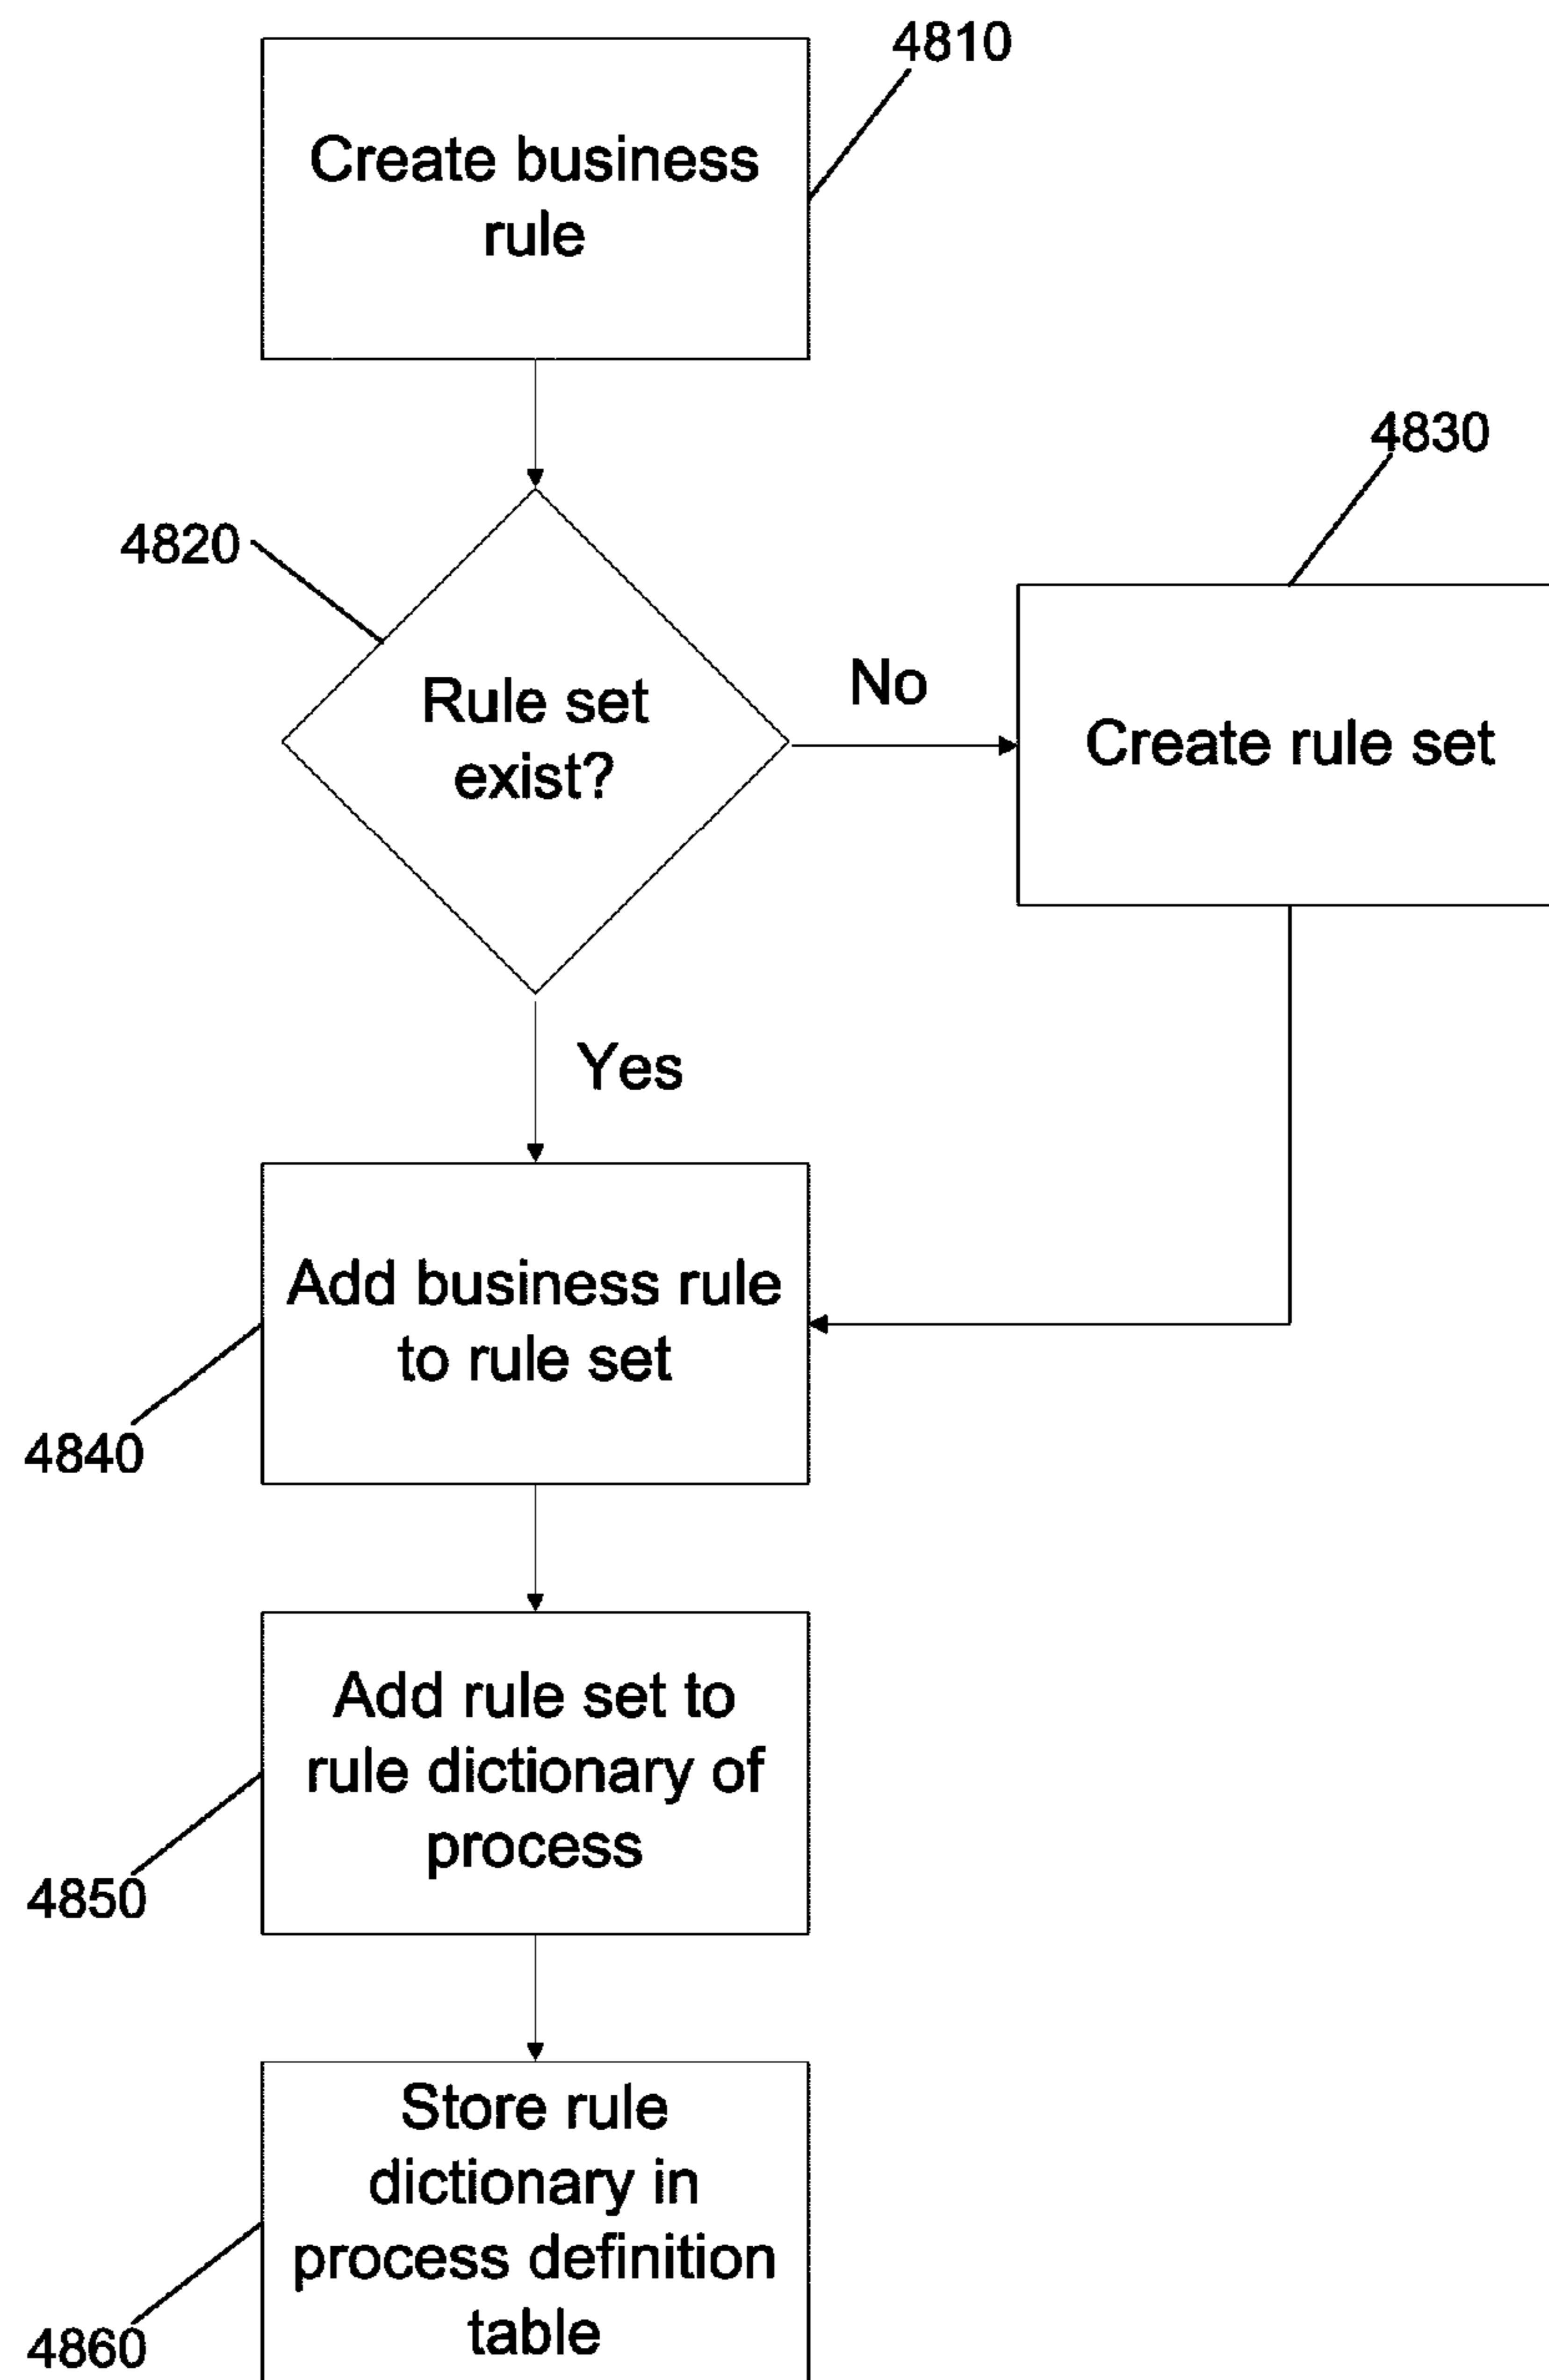 4810
Create business
rule
4830
4820
Rule set
exist?
No
Create rule set
Yes
Add business rule
to rule set
4840
Add rule set to
rule dictionary of
process
4850
Store rule
dictionary in
process definition
table
4860